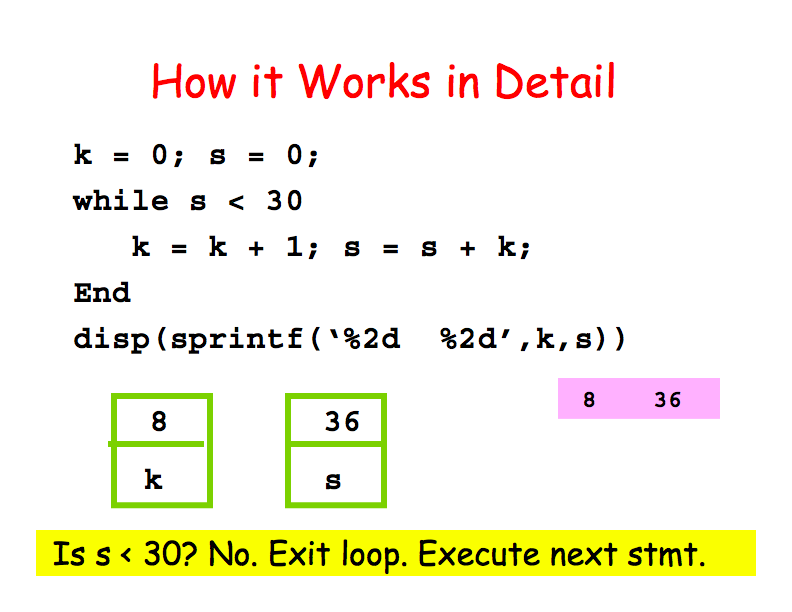 How it Works in Detail
k = 0; s = 0;
while s < 30
k = k + 1; s = s + k;
End
disp(sprintf(‘%2d  %2d’,k,s))
8 36
8 36
k s
Is s < 30? No. Exit loop. Execute next stmt.